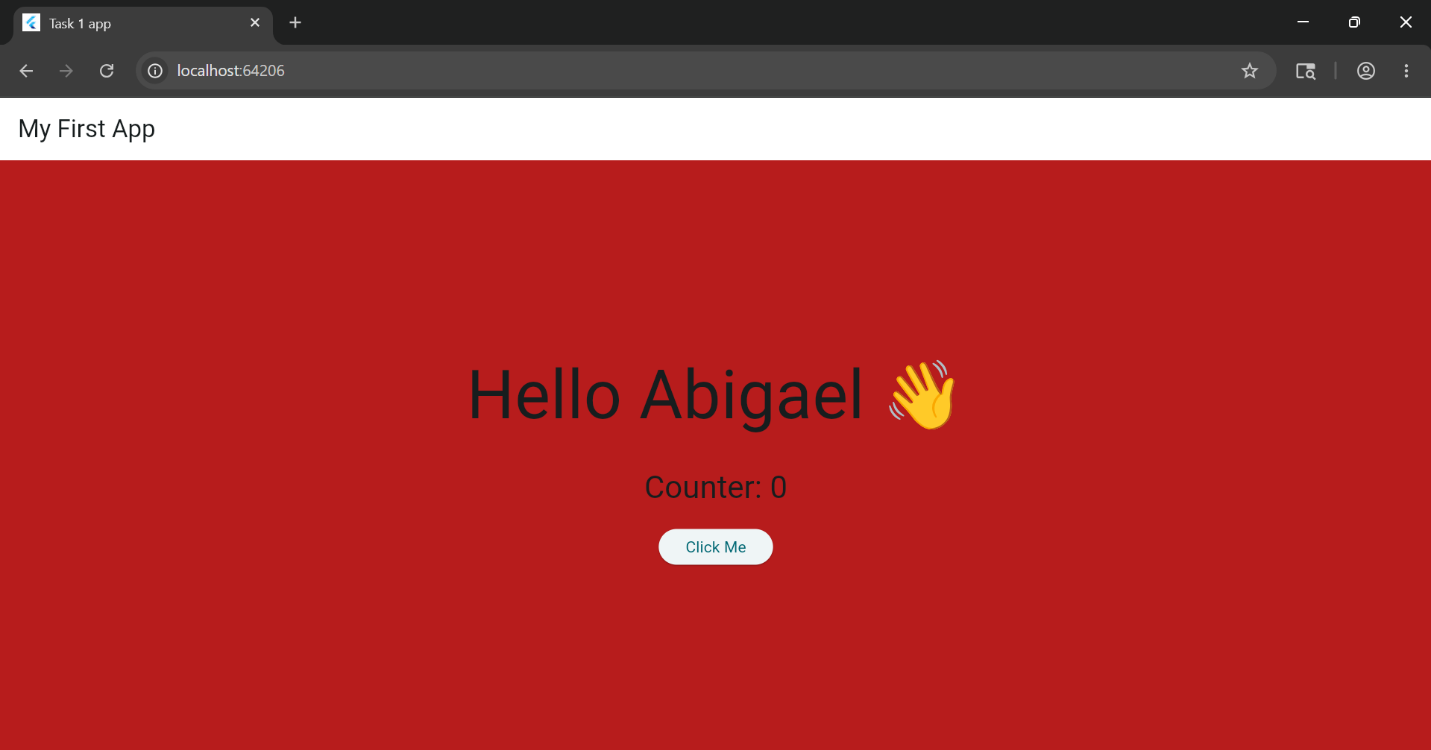 Task 1 app
localhost:64206
My First App
Hello Abigael 👋
Counter: 0
Click Me